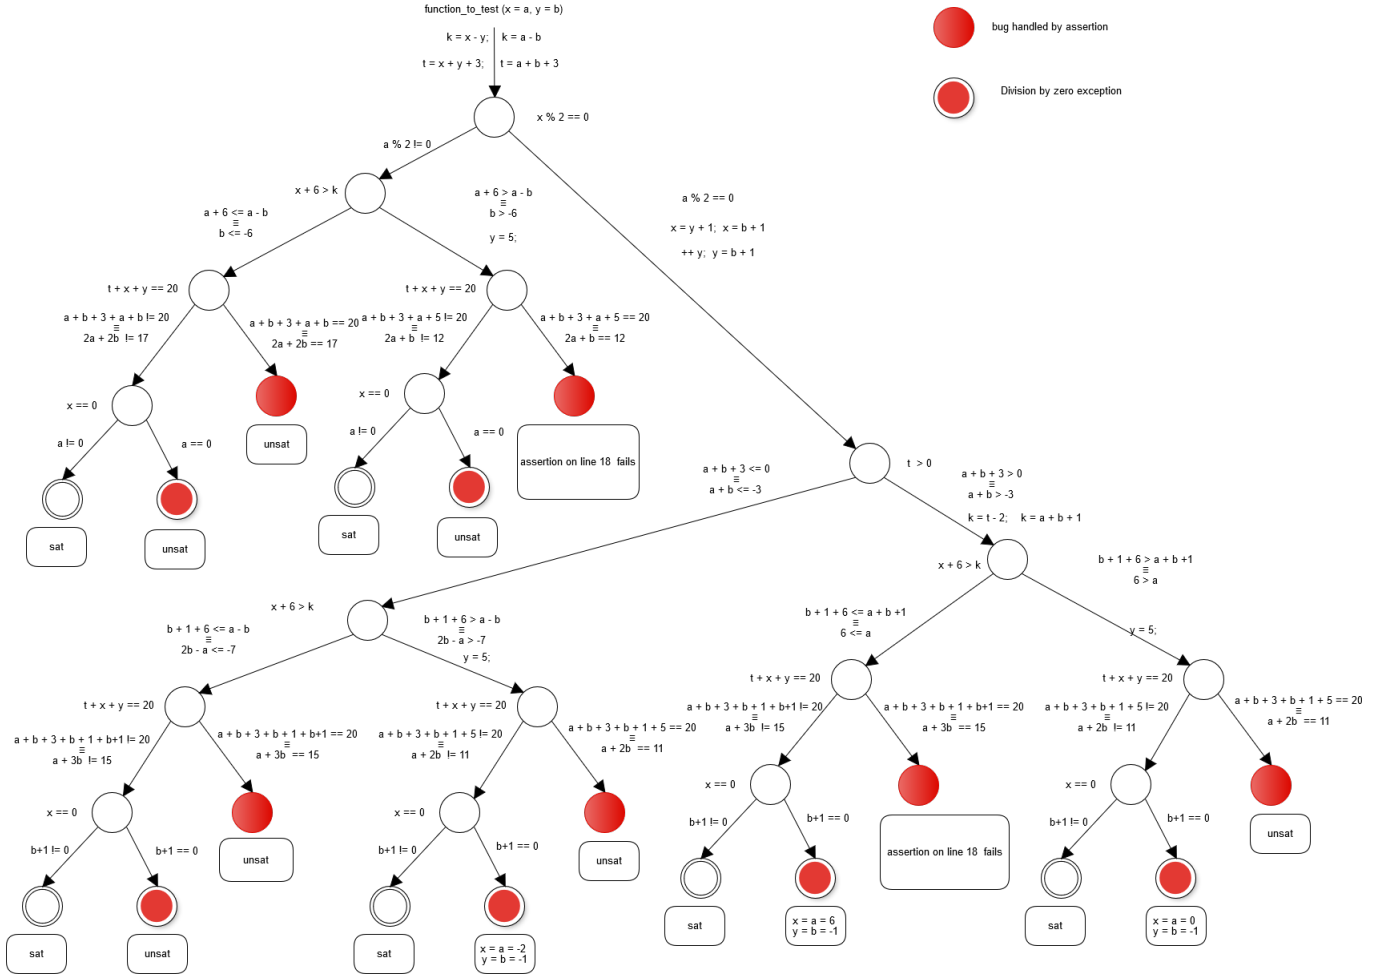 function_to_test (x = a, y = b)
k = x - y;
k = a - b
t = x + y + 3;
t = a + b + 3
bug handled by assertion
Division by zero exception
x % 2 == 0
a % 2 != 0
a % 2 == 0
x = y + 1; x = b + 1
++ y; y = b + 1
x + 6 > k
a + 6 <= a - b
≡
b <= -6
a + 6 > a - b
≡
b > -6
y = 5;
t + x + y == 20
a + b + 3 + a + b != 20
≡
2a + 2b != 17
a + b + 3 + a + b == 20
≡
2a + 2b == 17
t + x + y == 20
a + b + 3 + a + 5 != 20
≡
2a + b != 12
a + b + 3 + a + 5 == 20
≡
2a + b == 12
x == 0
a != 0
a == 0
unsat
x == 0
a != 0
a == 0
assertion on line 18 fails
sat
unsat
sat
unsat
t > 0
a + b + 3 <= 0
≡
a + b <= -3
a + b + 3 > 0
≡
a + b > -3
k = t - 2; k = a + b + 1
x + 6 > k
b + 1 + 6 <= a - b
≡
2b - a <= -7
b + 1 + 6 > a - b
≡
2b - a > -7
y = 5;
x + 6 > k
b + 1 + 6 <= a + b +1
≡
6 <= a
b + 1 + 6 > a + b +1
≡
6 > a
y = 5;
t + x + y == 20
a + b + 3 + b + 1 + b+1 != 20
≡
a + 3b != 15
a + b + 3 + b + 1 + b+1 == 20
≡
a + 3b == 15
t + x + y == 20
a + b + 3 + b + 1 + 5 != 20
≡
a + 2b != 11
a + b + 3 + b + 1 + 5 == 20
≡
a + 2b == 11
t + x + y == 20
a + b + 3 + b + 1 + b+1 != 20
≡
a + 3b != 15
a + b + 3 + b + 1 + b+1 == 20
≡
a + 3b == 15
t + x + y == 20
a + b + 3 + b + 1 + 5 != 20
≡
a + 2b != 11
a + b + 3 + b + 1 + 5 == 20
≡
a + 2b == 11
x == 0
b+1 != 0
b+1 == 0
unsat
x == 0
b+1 != 0
b+1 == 0
unsat
x == 0
b+1 != 0
b+1 == 0
assertion on line 18 fails
x == 0
b+1 != 0
b+1 == 0
unsat
sat
unsat
sat
x = a = -2
y = b = -1
sat
x = a = 6
y = b = -1
sat
x = a = 0
y = b = -1